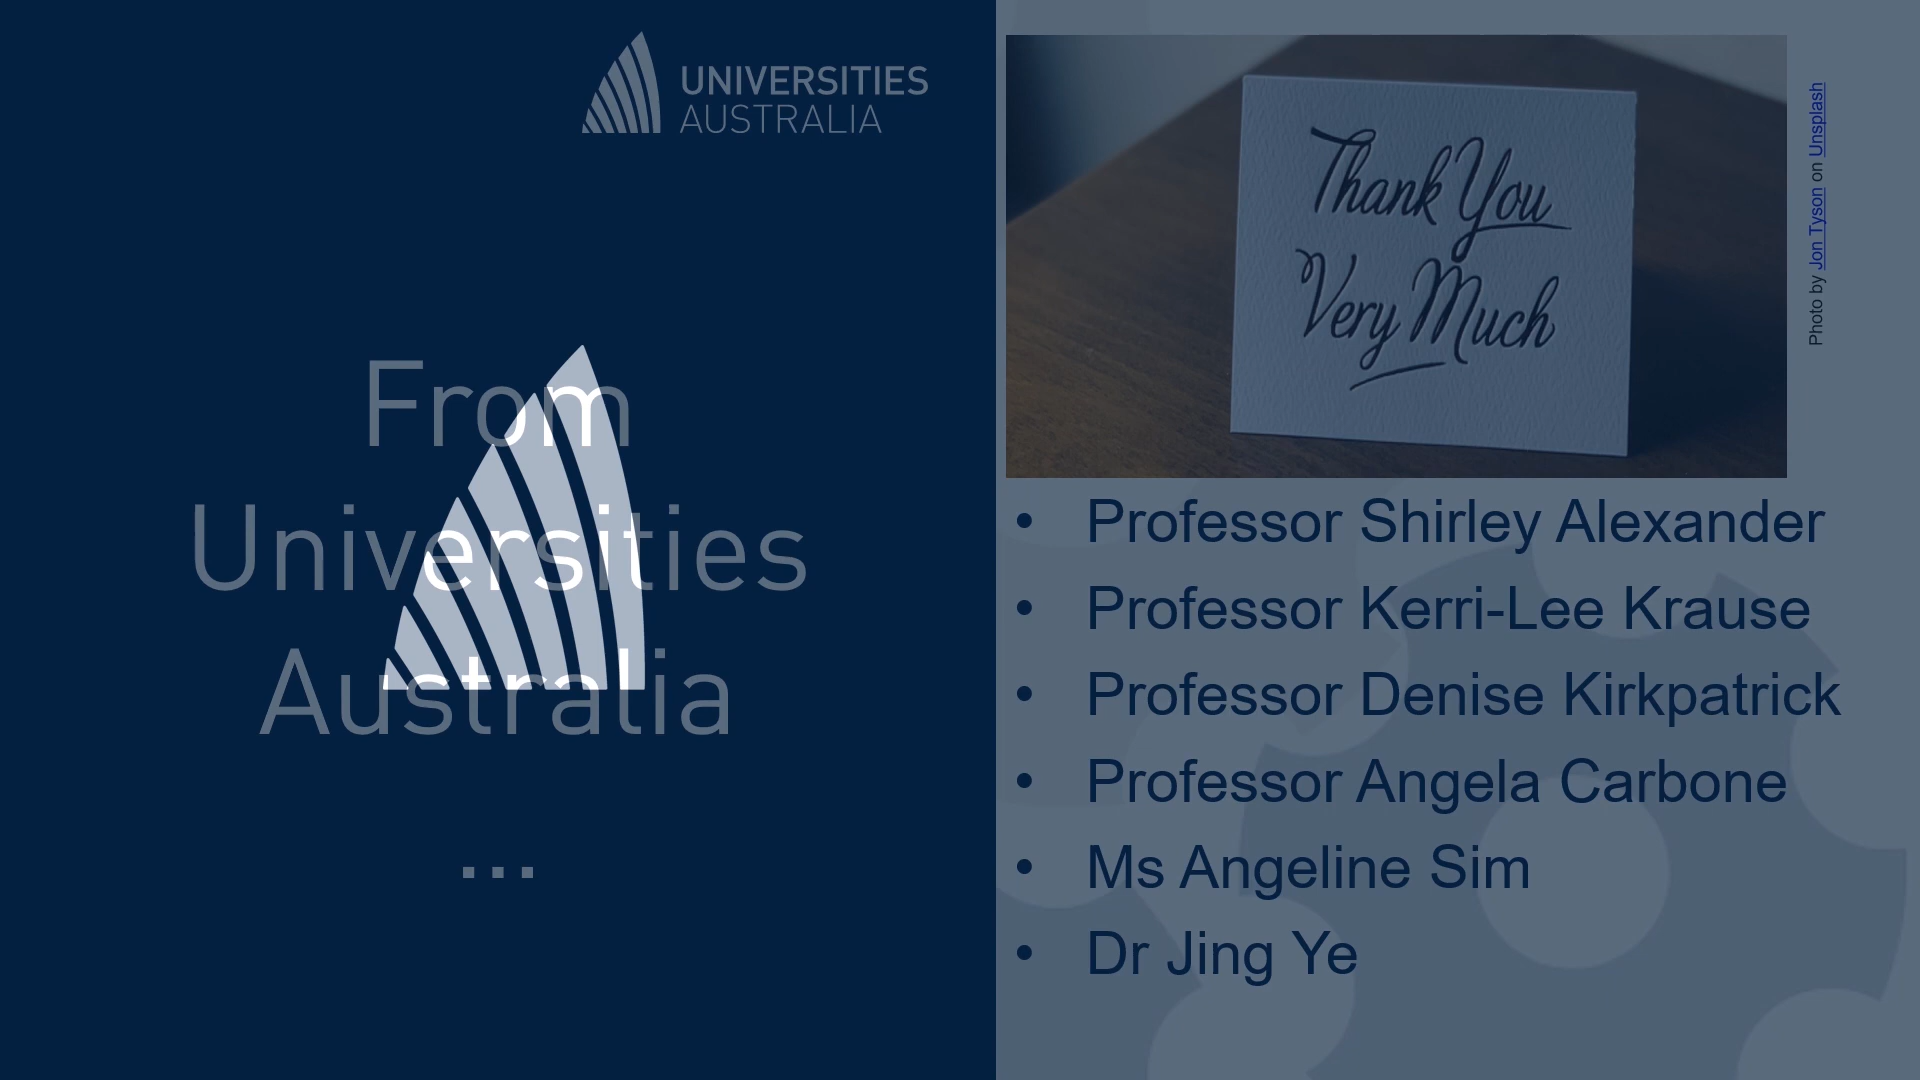 UNIVERSITIES
AUSTRALIA
From
Universities
Australia
...
Thank You
Very Much
Photo by Jon Tyson on Unsplash
• Professor Shirley Alexander
• Professor Kerri-Lee Krause
• Professor Denise Kirkpatrick
• Professor Angela Carbone
• Ms Angeline Sim
• Dr Jing Ye